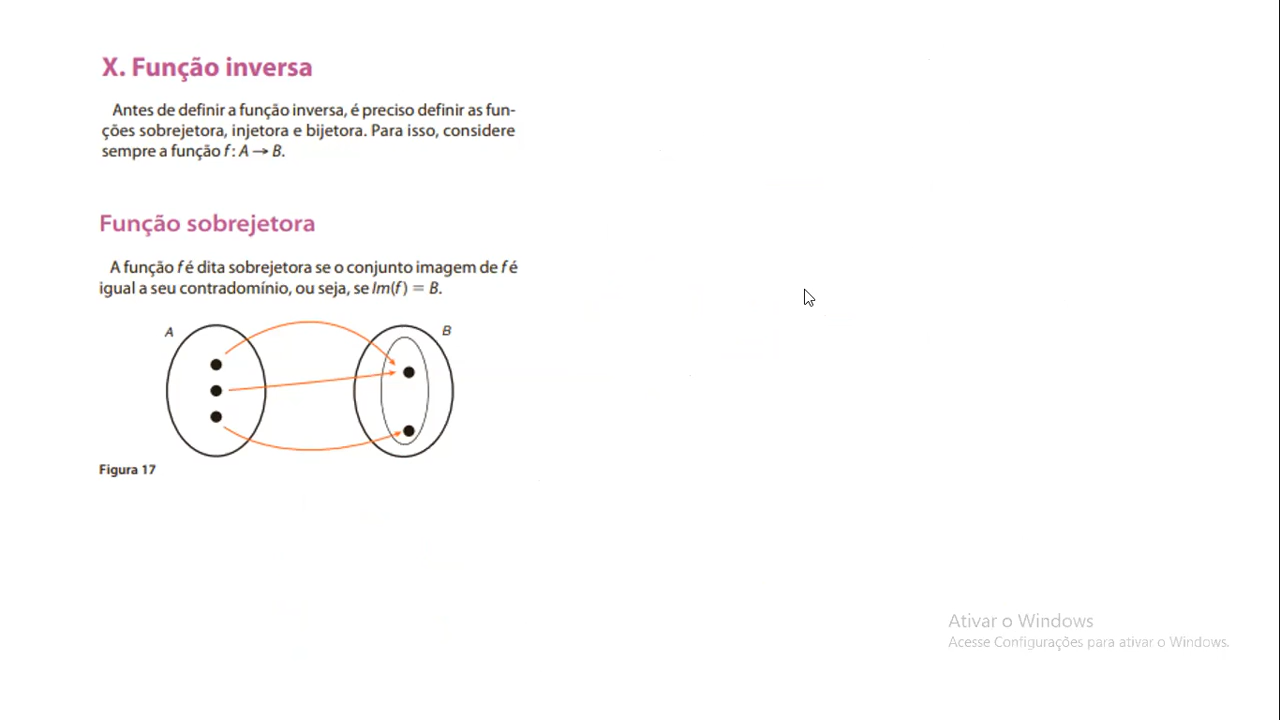 X. Função inversa
Antes de definir a função inversa, é preciso definir as fun-
ções sobrejetora, injetora e bijetora. Para isso, considere
sempre a função f: A → B.
Função sobrejetora
A função f é dita sobrejetora se o conjunto imagem de f é
igual a seu contradomínio, ou seja, se Im(f) = B.
A
B
Figura 17
Ativar o Windows
Acesse Configurações para ativar o Windows.